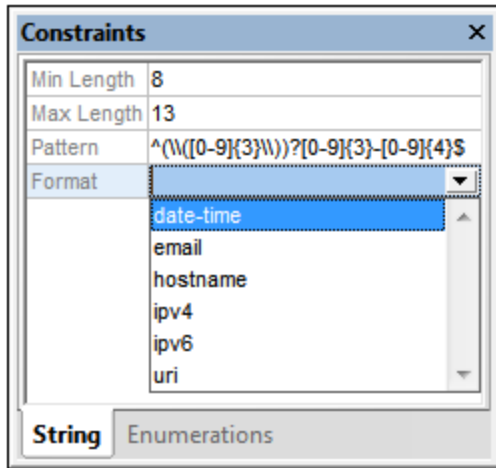 Constraints
Min Length 8
Max Length 13
Pattern ^(\\([0-9]{3}\\))?[0-9]{3}-[0-9]{4}$
Format
date-time
email
hostname
ipv4
ipv6
uri
String Enumerations